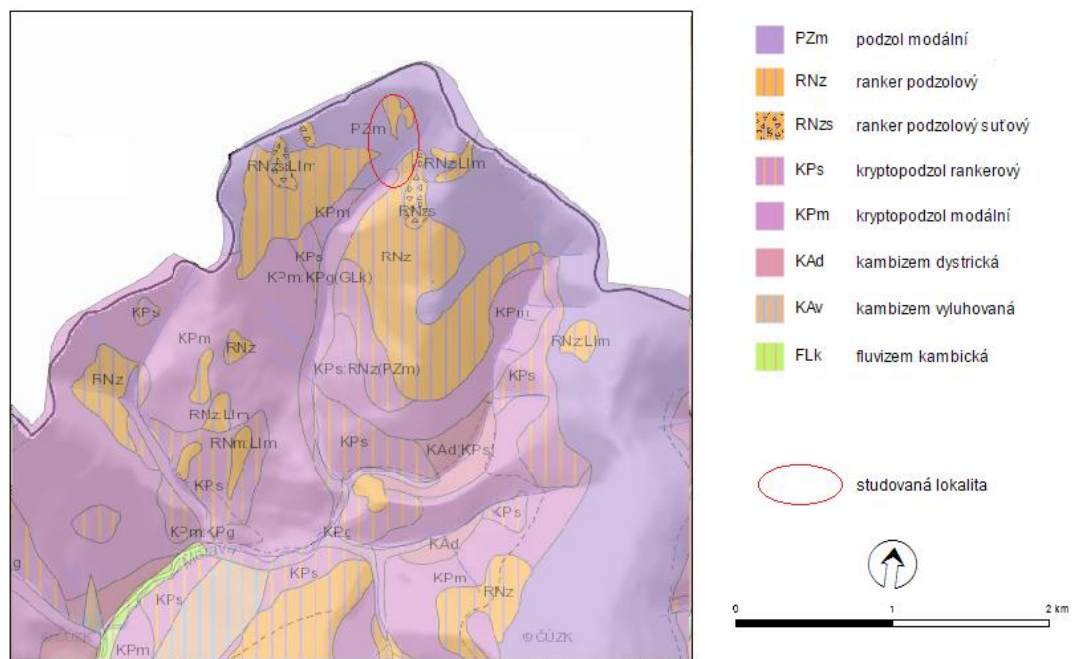 PZm
RNzs:LIm
RNz:LIm
KPm
RNzs
KPs
RNz
KPm:KPg(GLk)
KPs
KPm
KPm
RNz
RNz:LIm
RNz
KPs:RNz(PZm)
KPs
RNz:LIm
RNm:LIm
KPs
KAd:KPs
KPs
KPs
KPm:KPg
KPg
KAd
g
KPs
KPs
KPm
RNz
© ČÚZK
© ČÚZK
KPm
PZm podzol modální
RNz ranker podzolový
RNzs ranker podzolový suťový
KPs kryptopodzol rankerový
KPm kryptopodzol modální
KAd kambizem dystrická
KAv kambizem vyluhovaná
FLk fluvizem kambická
studovaná lokalita
0 1 2 km